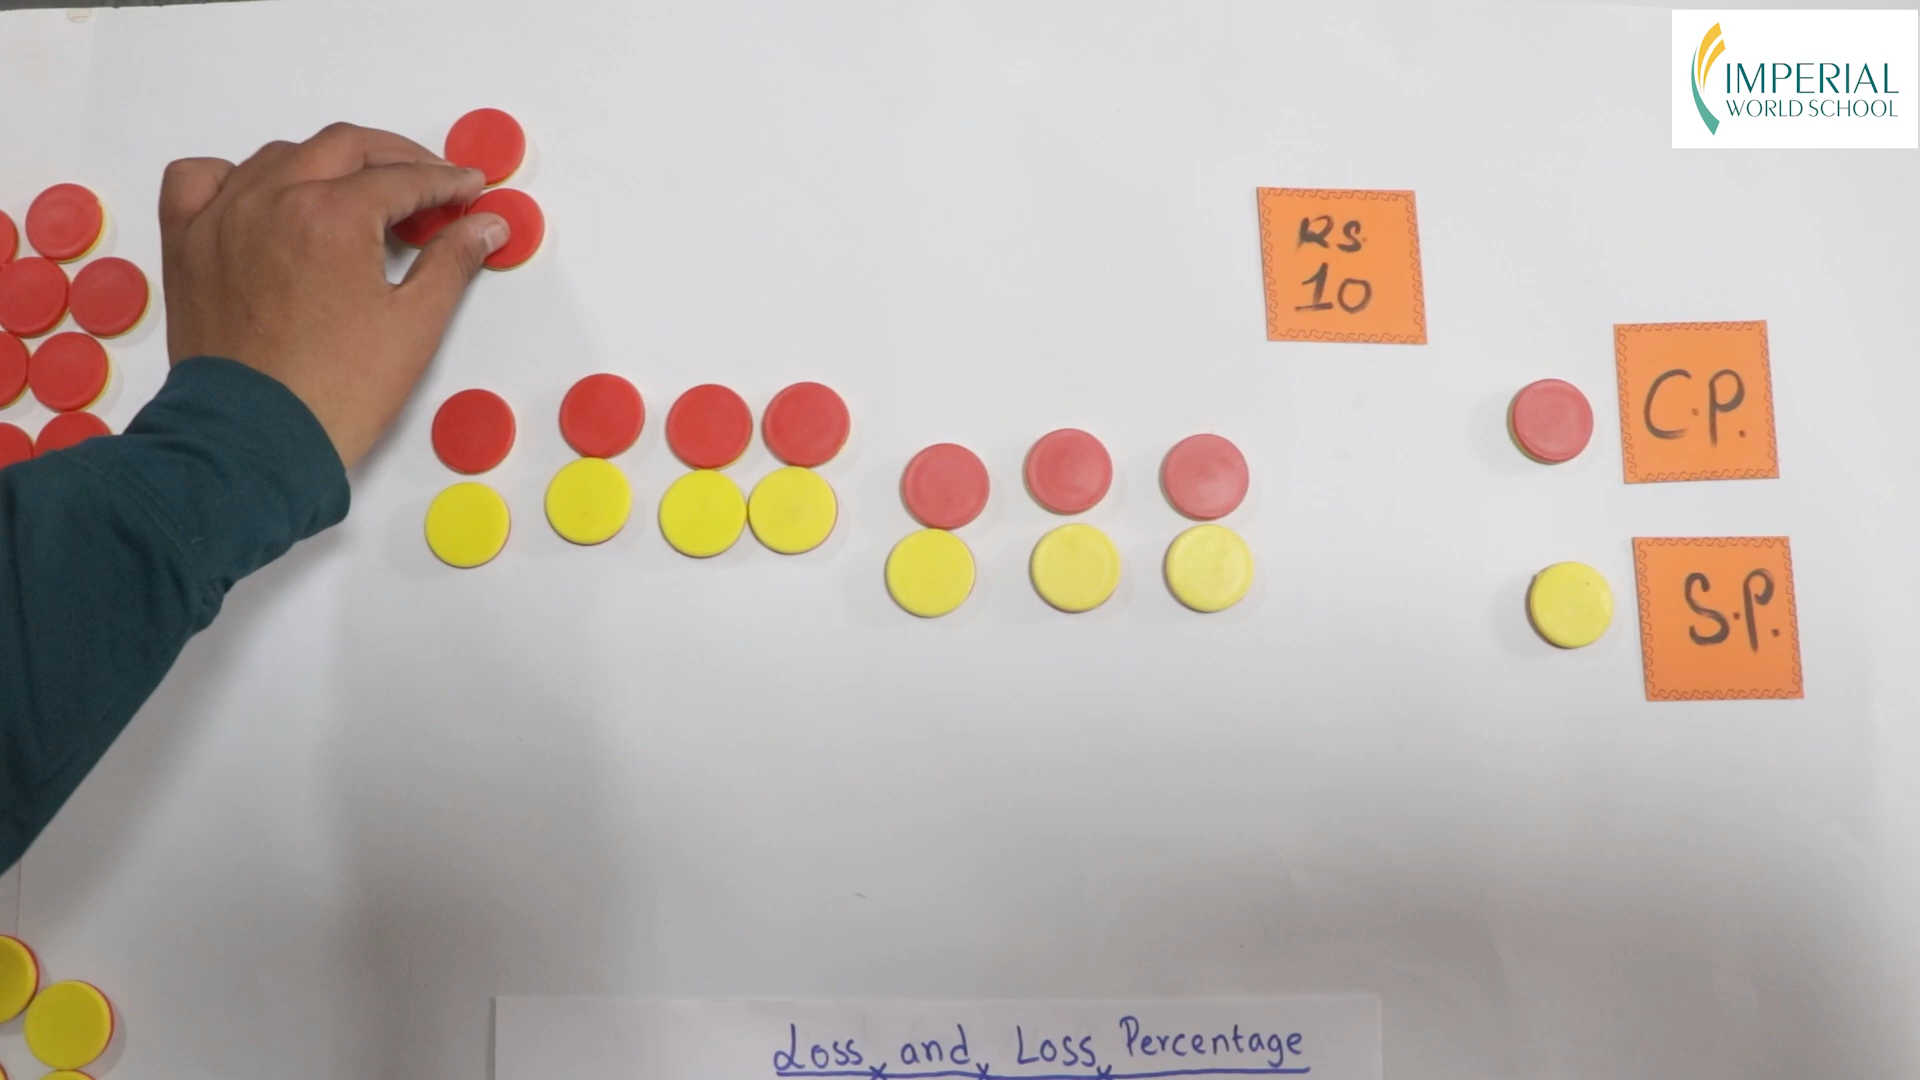 IMPERIAL
WORLD SCHOOL
RS.
10
C.P.
S.P.
Loss and Loss Percentage